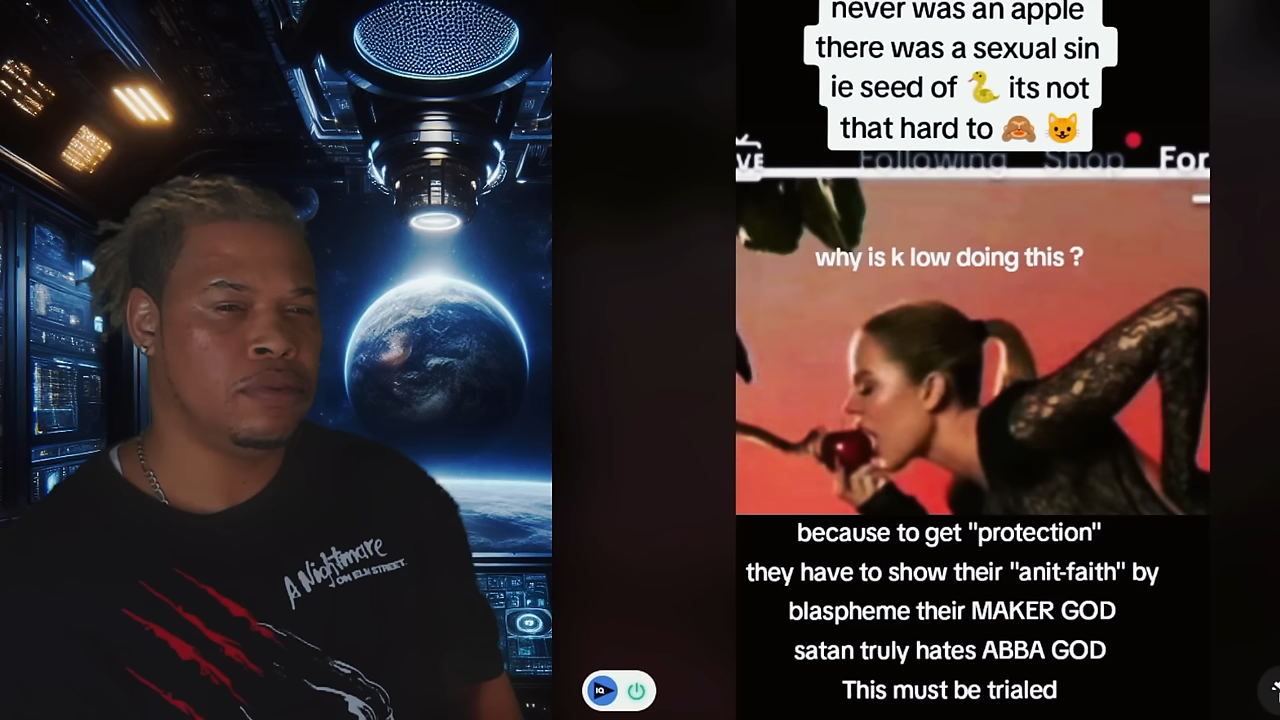 A Nightmare
ON ELM STREET
never was an apple
there was a sexual sin
ie seed of 🐍 its not
that hard to 🙈 😼
VE Following Shop For
why is k low doing this ?
because to get "protection"
they have to show their "anit-faith" by
blaspheme their MAKER GOD
satan truly hates ABBA GOD
This must be trialed
IQ